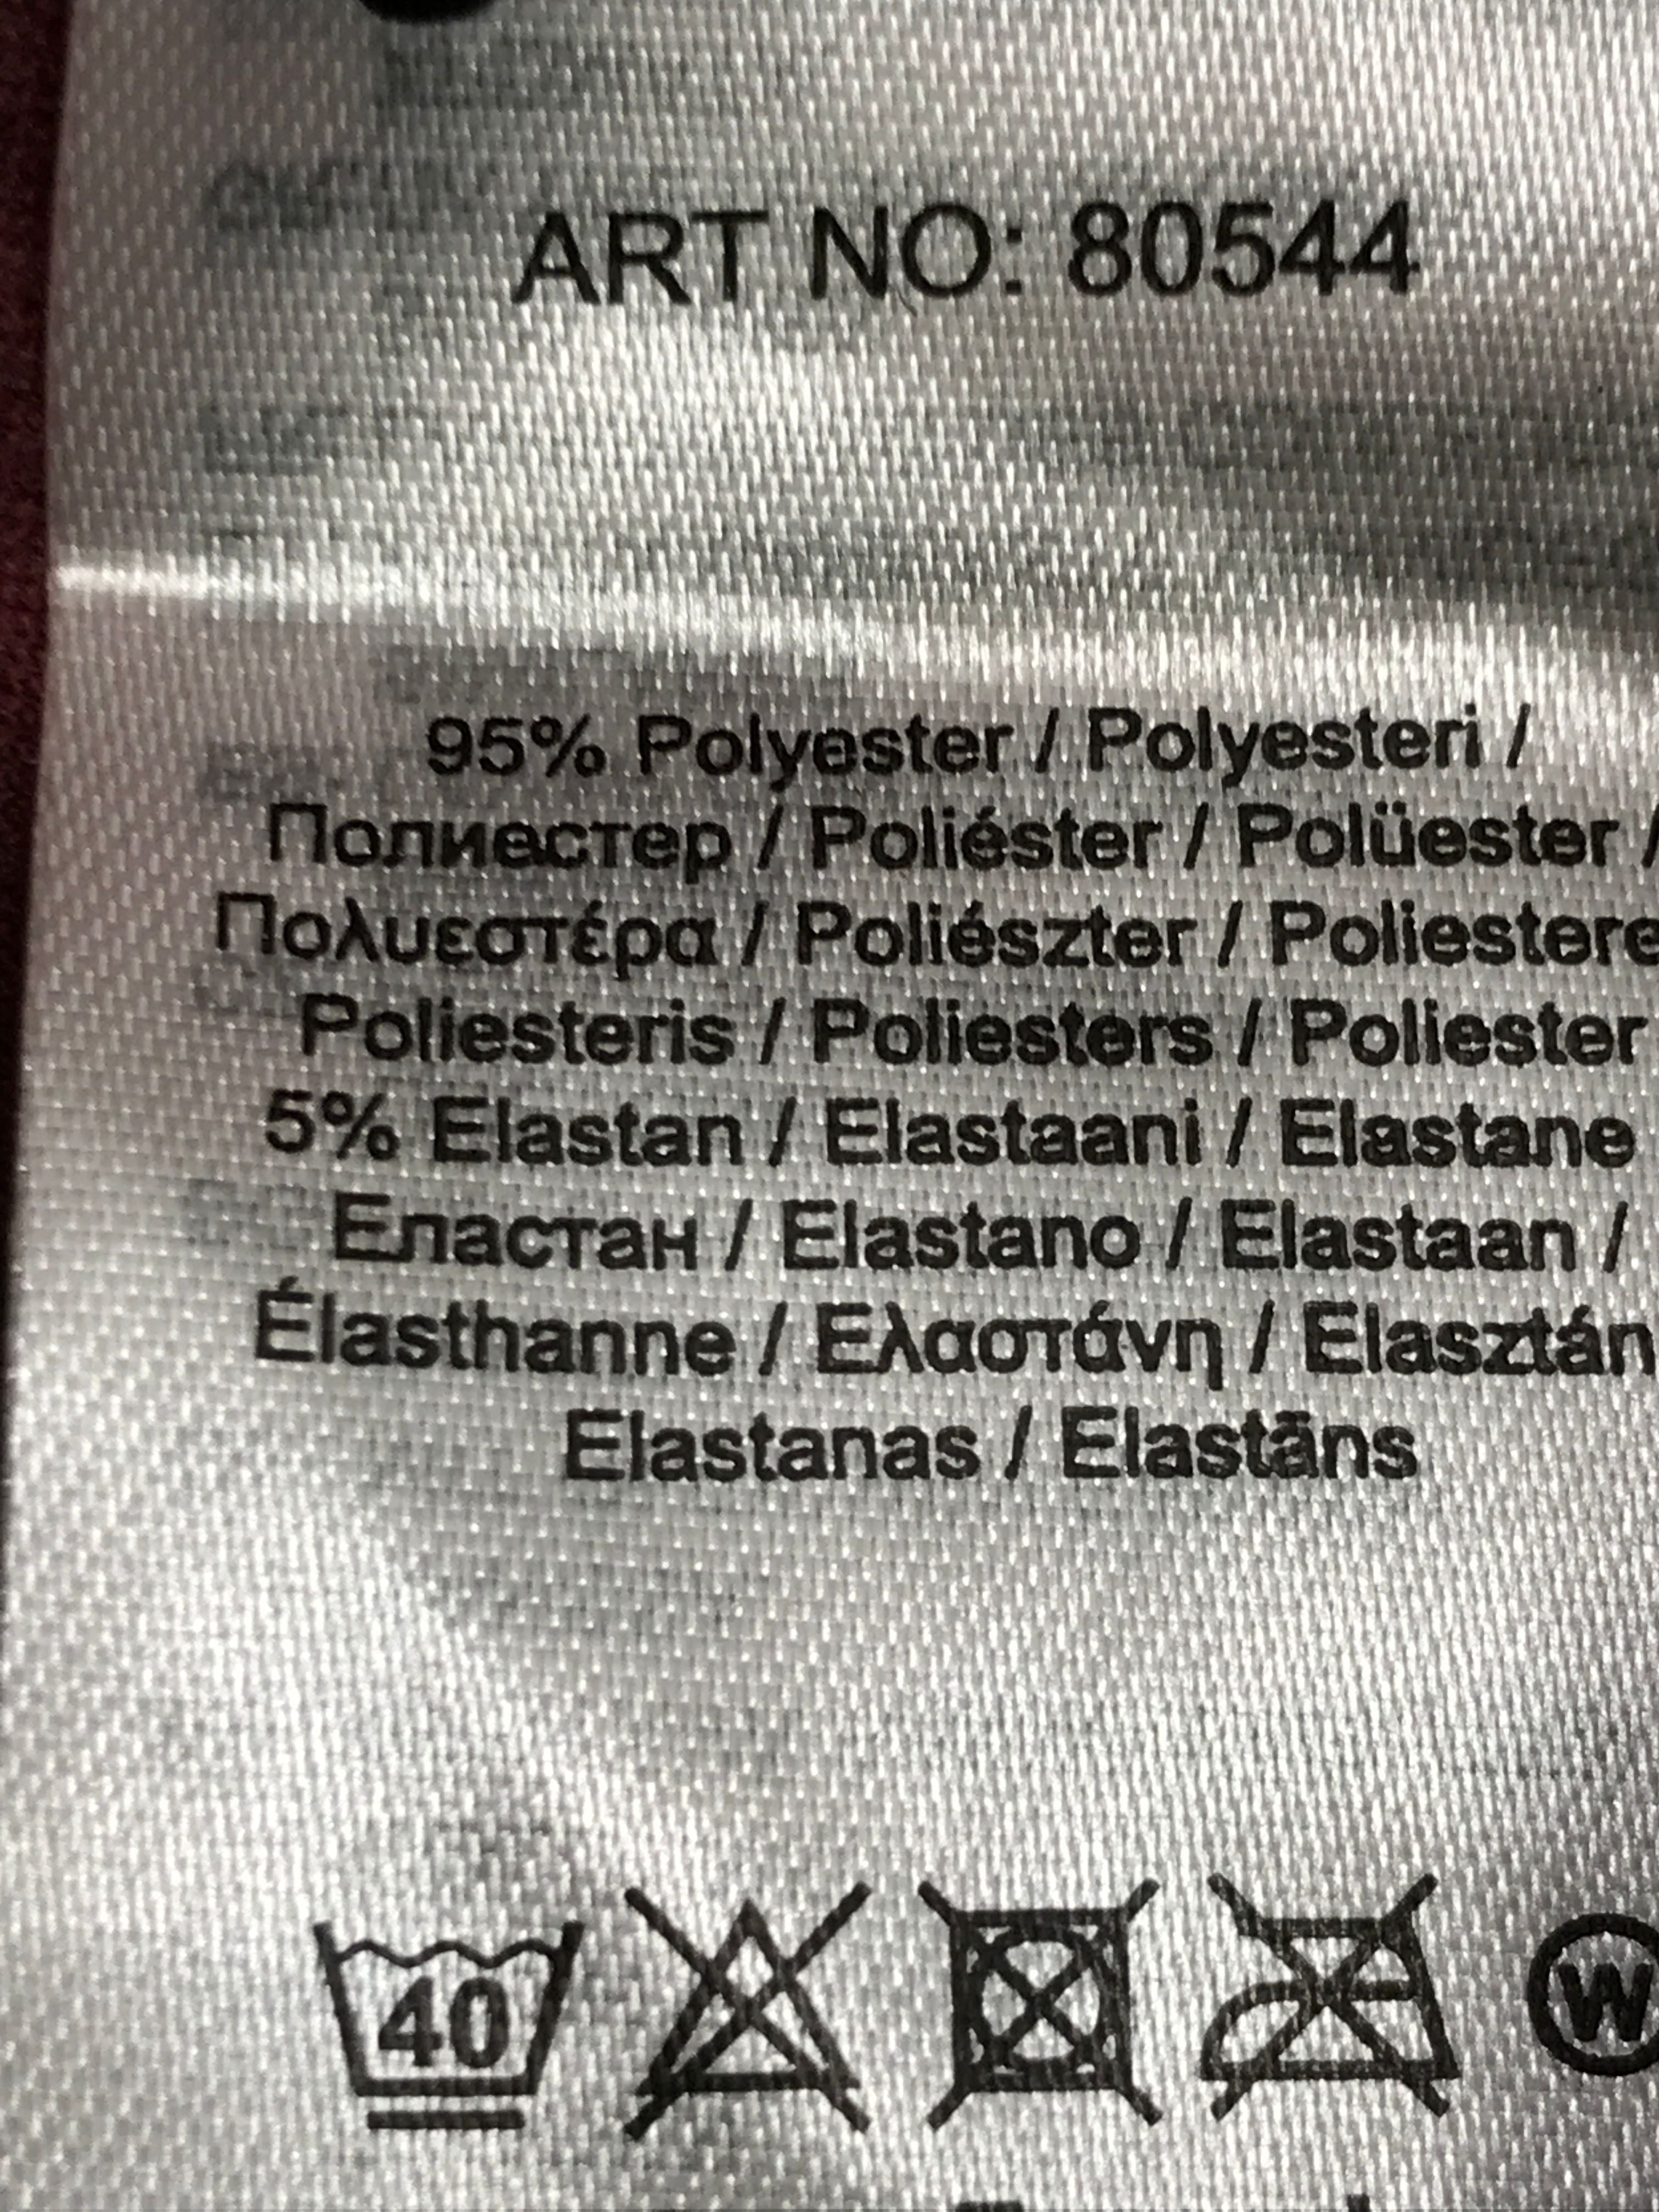 ART NO: 80544
95% Polyester / Polyesteri /
Полиестер / Poliéster / Polüester /
Πολυεστέρα / Poliészter / Poliestere
Poliesteris / Poliesters / Poliester
5% Elastan / Elastaani / Elastane
Еластан / Elastano / Elastaan /
Élasthanne / Ελαστάνη / Elasztán
Elastanas / Elastāns
40 W